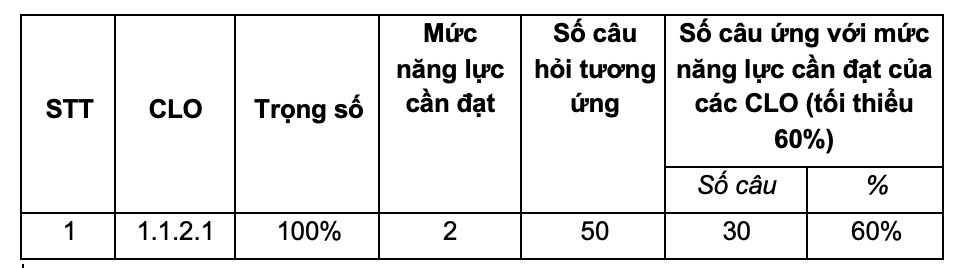 STT
CLO
Trọng số
Mức
năng lực
cần đạt
Số câu
hỏi tương
ứng
Số câu ứng với mức
năng lực cần đạt của
các CLO (tối thiểu
60%)
Số câu
%
1
1.1.2.1
100%
2
50
30
60%